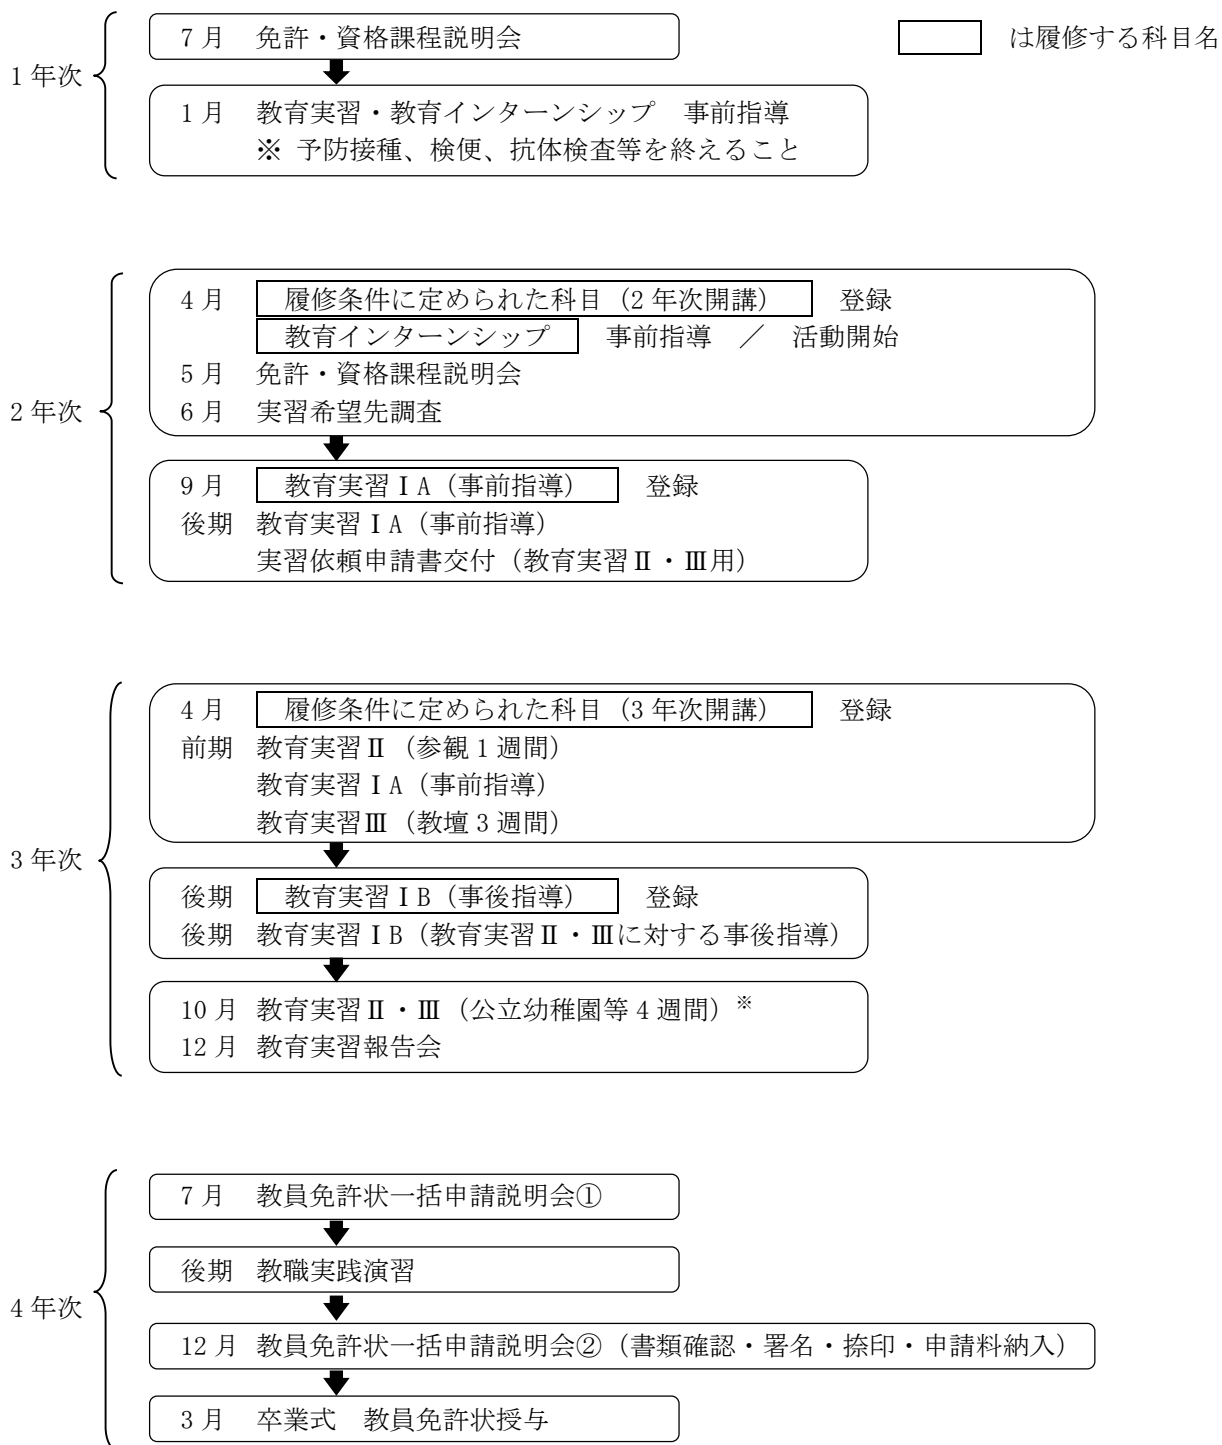 7月 免許・資格課程説明会
は履修する科目名
1年次
1月 教育実習・教育インターンシップ 事前指導
※ 予防接種、検便、抗体検査等を終えること
4月 履修条件に定められた科目（2年次開講） 登録
教育インターンシップ 事前指導 ／ 活動開始
5月 免許・資格課程説明会
2年次
6月 実習希望先調査
9月 教育実習ⅠA（事前指導） 登録
後期 教育実習ⅠA（事前指導）
実習依頼申請書交付（教育実習Ⅱ・Ⅲ用）
4月 履修条件に定められた科目（3年次開講） 登録
前期 教育実習Ⅱ（参観1週間）
教育実習ⅠA（事前指導）
教育実習Ⅲ（教壇3週間）
3年次
後期 教育実習ⅠB（事後指導） 登録
後期 教育実習ⅠB（教育実習Ⅱ・Ⅲに対する事後指導）
10月 教育実習Ⅱ・Ⅲ（公立幼稚園等4週間）※
12月 教育実習報告会
7月 教員免許状一括申請説明会①
後期 教職実践演習
4年次
12月 教員免許状一括申請説明会②（書類確認・署名・捺印・申請料納入）
3月 卒業式 教員免許状授与